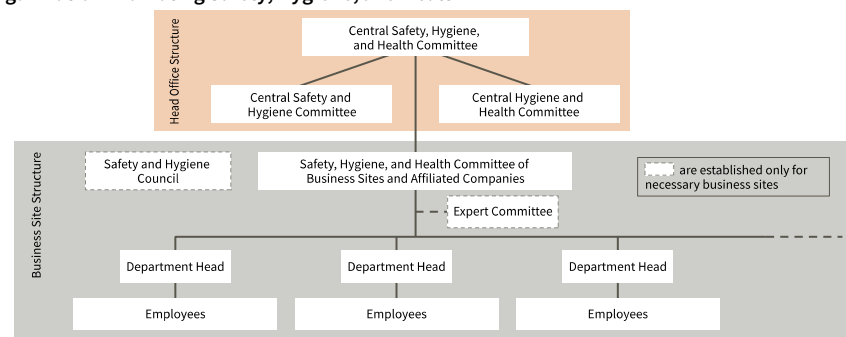 Head Office Structure
Central Safety, Hygiene,
and Health Committee
Central Safety and
Hygiene Committee
Central Hygiene and
Health Committee
Business Site Structure
Safety and Hygiene
Council
Safety, Hygiene, and Health Committee of
Business Sites and Affiliated Companies
are established only for
necessary business sites
Expert Committee
Department Head
Department Head
Department Head
Employees
Employees
Employees